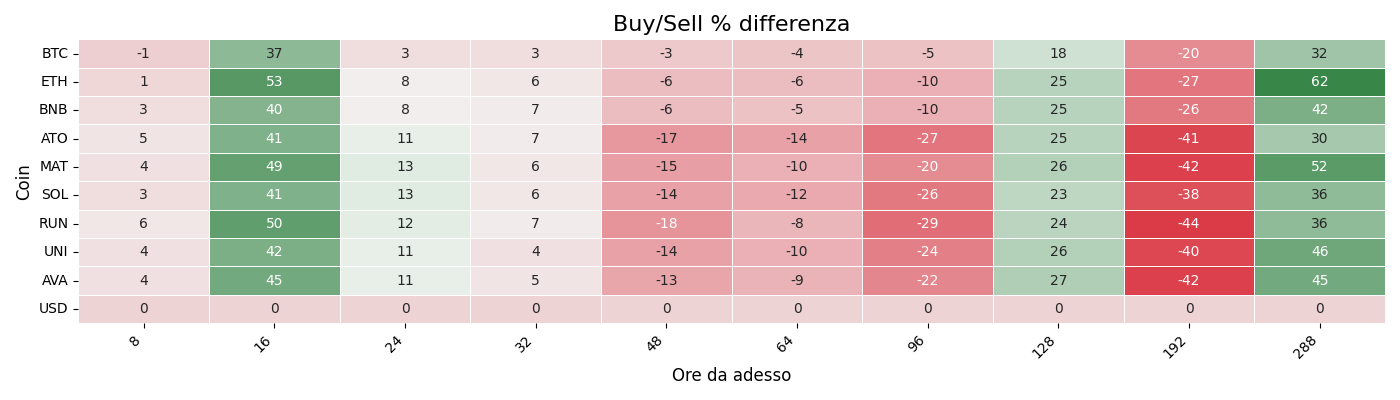 Buy/Sell % differenza
Coin
BTC -1 37 3 3 -3 -4 -5 18 -20 32
ETH 1 53 8 6 -6 -6 -10 25 -27 62
BNB 3 40 8 7 -6 -5 -10 25 -26 42
ATO 5 41 11 7 -17 -14 -27 25 -41 30
MAT 4 49 13 6 -15 -10 -20 26 -42 52
SOL 3 41 13 6 -14 -12 -26 23 -38 36
RUN 6 50 12 7 -18 -8 -29 24 -44 36
UNI 4 42 11 4 -14 -10 -24 26 -40 46
AVA 4 45 11 5 -13 -9 -22 27 -42 45
USD 0 0 0 0 0 0 0 0 0 0
8 16 24 32 48 64 96 128 192 288
Ore da adesso